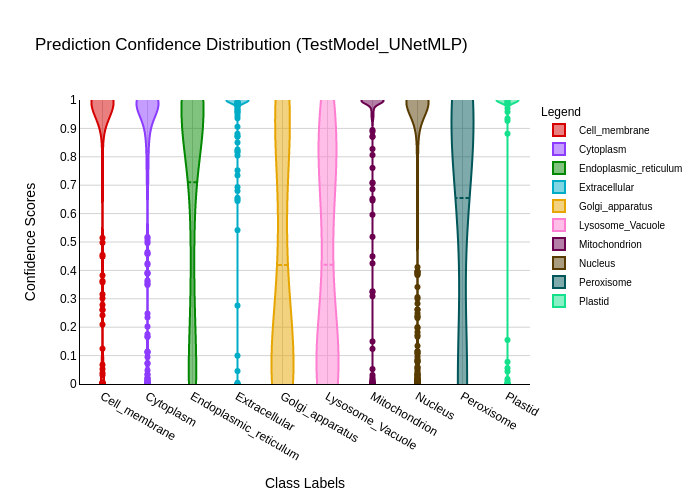 Prediction Confidence Distribution (TestModel_UNetMLP)
Confidence Scores
1
0.9
0.8
0.7
0.6
0.5
0.4
0.3
0.2
0.1
0
Cell_membrane
Cytoplasm
Endoplasmic_reticulum
Extracellular
Golgi_apparatus
Lysosome_Vacuole
Mitochondrion
Nucleus
Peroxisome
Plastid
Class Labels
Legend
Cell_membrane
Cytoplasm
Endoplasmic_reticulum
Extracellular
Golgi_apparatus
Lysosome_Vacuole
Mitochondrion
Nucleus
Peroxisome
Plastid